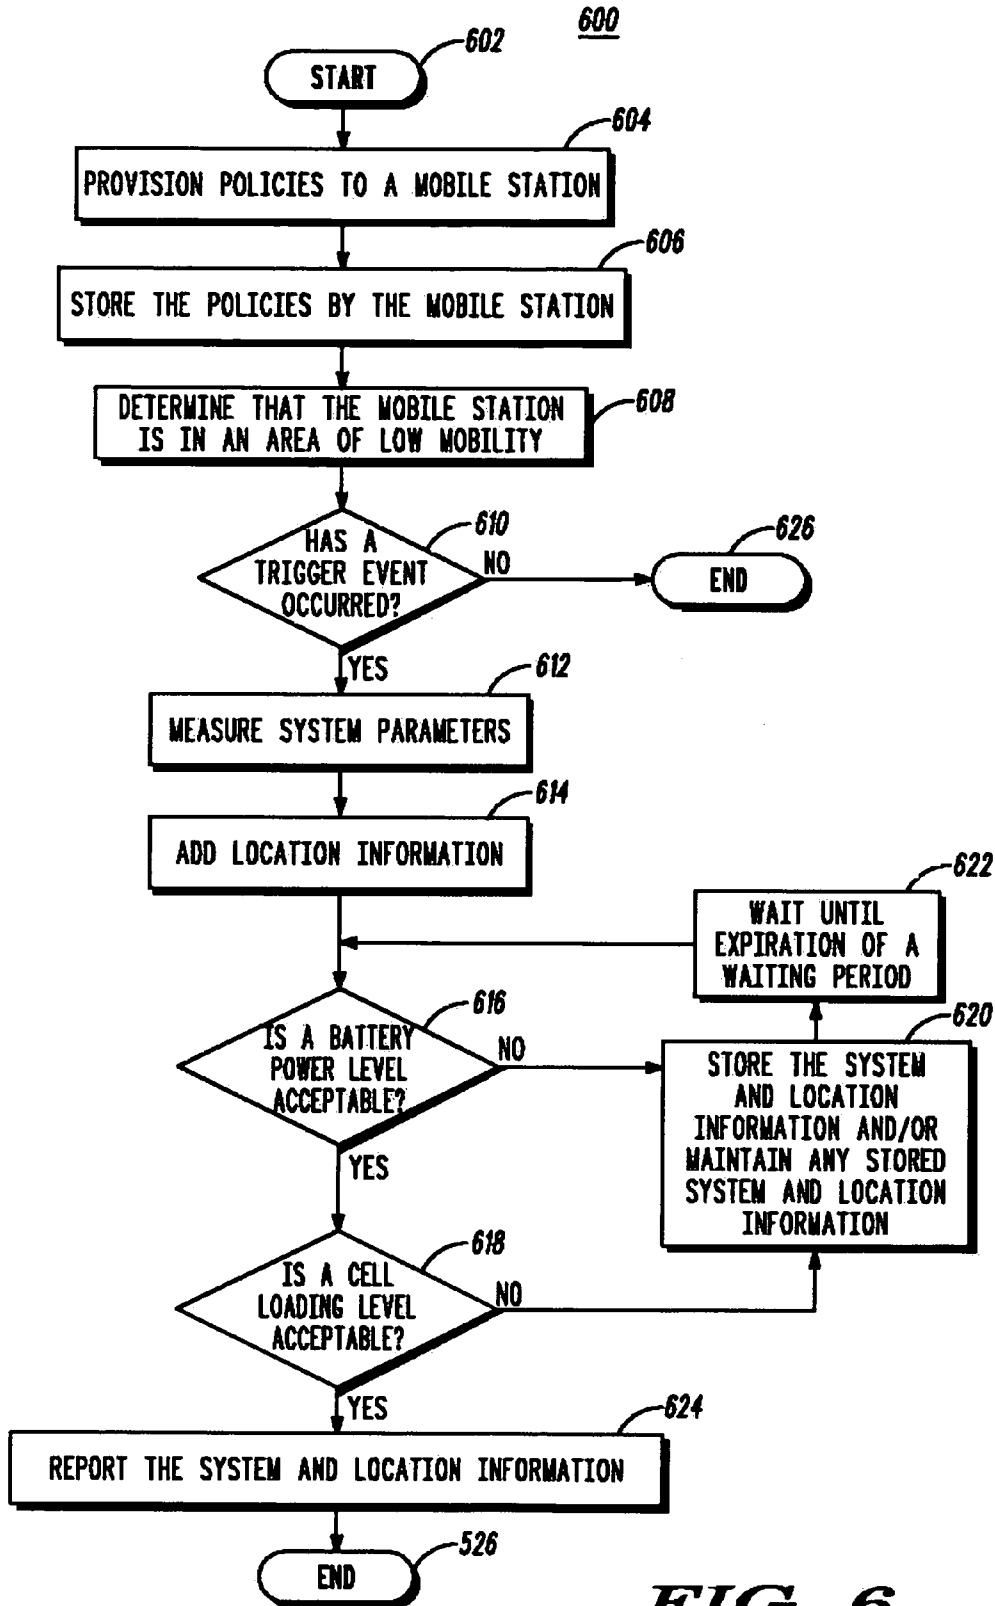 600
602
START
604
PROVISION POLICIES TO A MOBILE STATION
606
STORE THE POLICIES BY THE MOBILE STATION
608
DETERMINE THAT THE MOBILE STATION
IS IN AN AREA OF LOW MOBILITY
610
HAS A
TRIGGER EVENT
OCCURRED?
NO
626
END
YES
612
MEASURE SYSTEM PARAMETERS
614
ADD LOCATION INFORMATION
622
WAIT UNTIL
EXPIRATION OF A
WAITING PERIOD
616
IS A BATTERY
POWER LEVEL
ACCEPTABLE?
NO
620
STORE THE SYSTEM
AND LOCATION
INFORMATION AND/OR
MAINTAIN ANY STORED
SYSTEM AND LOCATION
INFORMATION
YES
618
IS A CELL
LOADING LEVEL
ACCEPTABLE?
NO
YES
624
REPORT THE SYSTEM AND LOCATION INFORMATION
526
END
FIG. 6